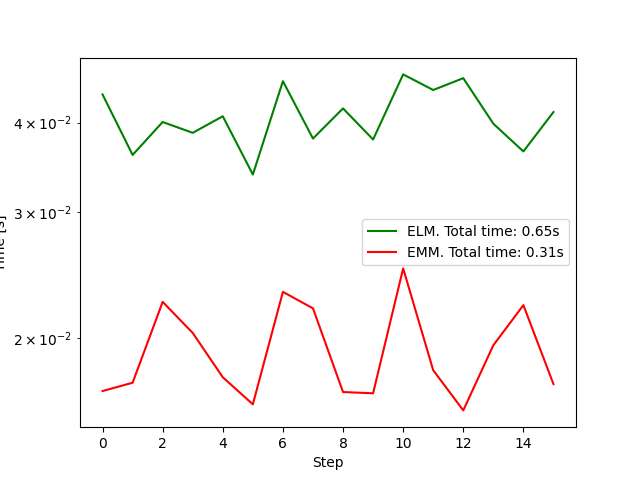 4 × 10⁻²
3 × 10⁻²
2 × 10⁻²
Time [s]
ELM. Total time: 0.65s
EMM. Total time: 0.31s
0 2 4 6 8 10 12 14
Step